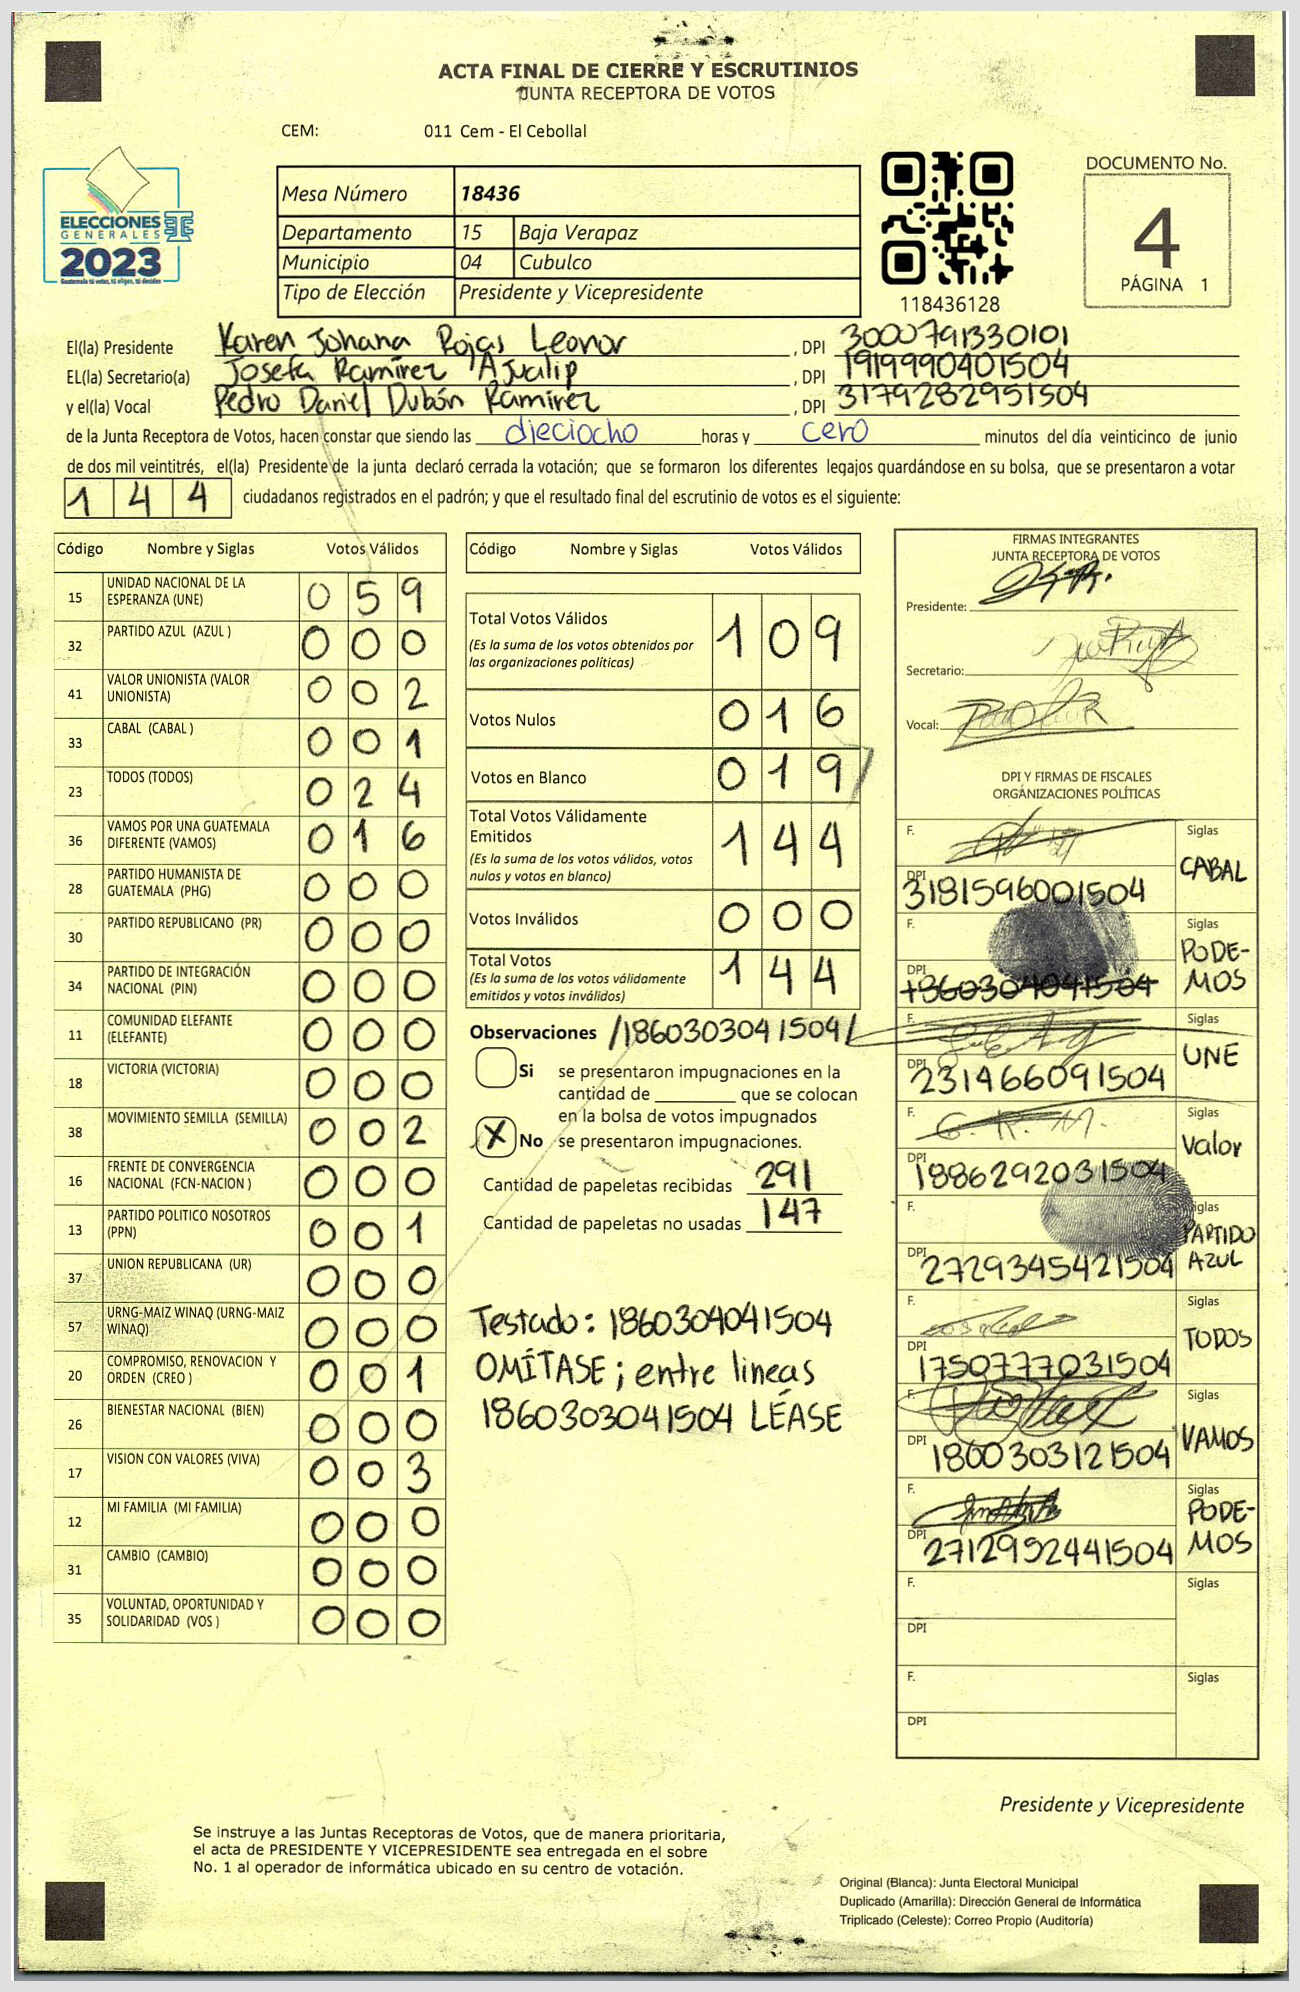 ACTA FINAL DE CIERRE Y ESCRUTINIOS
JUNTA RECEPTORA DE VOTOS
CEM: 011 Cem - El Cebollal
ELECCIONES
GENERALES
2023
Mesa Número 18436
Departamento 15 Baja Verapaz
Municipio 04 Cubulco
Tipo de Elección Presidente y Vicepresidente
118436128
DOCUMENTO No.
4
PÁGINA 1
El(la) Presidente Karen Johana Rojas Leonor , DPI 3000791330101
EL(la) Secretario(a) Josefa Ramírez Ajualip , DPI 1919990401504
y el(la) Vocal Pedro Daniel Dubón Ramírez , DPI 3179282951504
de la Junta Receptora de Votos, hacen constar que siendo las dieciocho horas y cero minutos del día veinticinco de junio
de dos mil veintitrés, el(la) Presidente de la junta declaró cerrada la votación; que se formaron los diferentes legajos guardándose en su bolsa, que se presentaron a votar
144 ciudadanos registrados en el padrón; y que el resultado final del escrutinio de votos es el siguiente:
Código Nombre y Siglas Votos Válidos
15 UNIDAD NACIONAL DE LA ESPERANZA (UNE) 0 5 9
32 PARTIDO AZUL (AZUL ) 0 0 0
41 VALOR UNIONISTA (VALOR UNIONISTA) 0 0 2
33 CABAL (CABAL ) 0 0 1
23 TODOS (TODOS) 0 2 4
36 VAMOS POR UNA GUATEMALA DIFERENTE (VAMOS) 0 1 6
28 PARTIDO HUMANISTA DE GUATEMALA (PHG) 0 0 0
30 PARTIDO REPUBLICANO (PR) 0 0 0
34 PARTIDO DE INTEGRACIÓN NACIONAL (PIN) 0 0 0
11 COMUNIDAD ELEFANTE (ELEFANTE) 0 0 0
18 VICTORIA (VICTORIA) 0 0 0
38 MOVIMIENTO SEMILLA (SEMILLA) 0 0 2
16 FRENTE DE CONVERGENCIA NACIONAL (FCN-NACION ) 0 0 0
13 PARTIDO POLITICO NOSOTROS (PPN) 0 0 1
37 UNION REPUBLICANA (UR) 0 0 0
57 URNG-MAIZ WINAQ (URNG-MAIZ WINAQ) 0 0 0
20 COMPROMISO, RENOVACION Y ORDEN (CREO ) 0 0 1
26 BIENESTAR NACIONAL (BIEN) 0 0 0
17 VISION CON VALORES (VIVA) 0 0 3
12 MI FAMILIA (MI FAMILIA) 0 0 0
31 CAMBIO (CAMBIO) 0 0 0
35 VOLUNTAD, OPORTUNIDAD Y SOLIDARIDAD (VOS ) 0 0 0
Código Nombre y Siglas Votos Válidos
Total Votos Válidos 1 0 9
(Es la suma de los votos obtenidos por
las organizaciones políticas)
Votos Nulos 0 1 6
Votos en Blanco 0 1 9
Total Votos Válidamente
Emitidos 1 4 4
(Es la suma de los votos válidos, votos
nulos y votos en blanco)
Votos Inválidos 0 0 0
Total Votos 1 4 4
(Es la suma de los votos válidamente
emitidos y votos inválidos)
Observaciones /1860303041504/
Si se presentaron impugnaciones en la
cantidad de ________ que se colocan
en la bolsa de votos impugnados
X No se presentaron impugnaciones.
Cantidad de papeletas recibidas 291
Cantidad de papeletas no usadas 147
Testado: 1860304041504
OMÍTASE; entre lineas
1860303041504 LÉASE
FIRMAS INTEGRANTES
JUNTA RECEPTORA DE VOTOS
Presidente:
Secretario:
Vocal:
DPI Y FIRMAS DE FISCALES
ORGANIZACIONES POLÍTICAS
F. Siglas
CABAL
DPI 3181596001504
F. Siglas
PODE-
MOS
DPI 1860304041504
F. Siglas
UNE
DPI 231466091504
F. G. R. M. Siglas
Valor
DPI 1886292031504
F. Siglas
PARTIDO
AZUL
DPI 2729345421504
F. Siglas
TODOS
DPI 1750777031504
F. Siglas
VAMOS
DPI 1860303121504
F. Siglas
PODE-
MOS
DPI 2712952441504
F. Siglas
DPI
F. Siglas
DPI
Presidente y Vicepresidente
Se instruye a las Juntas Receptoras de Votos, que de manera prioritaria,
el acta de PRESIDENTE Y VICEPRESIDENTE sea entregada en el sobre
No. 1 al operador de informática ubicado en su centro de votación.
Original (Blanca): Junta Electoral Municipal
Duplicado (Amarilla): Dirección General de Informática
Triplicado (Celeste): Correo Propio (Auditoría)